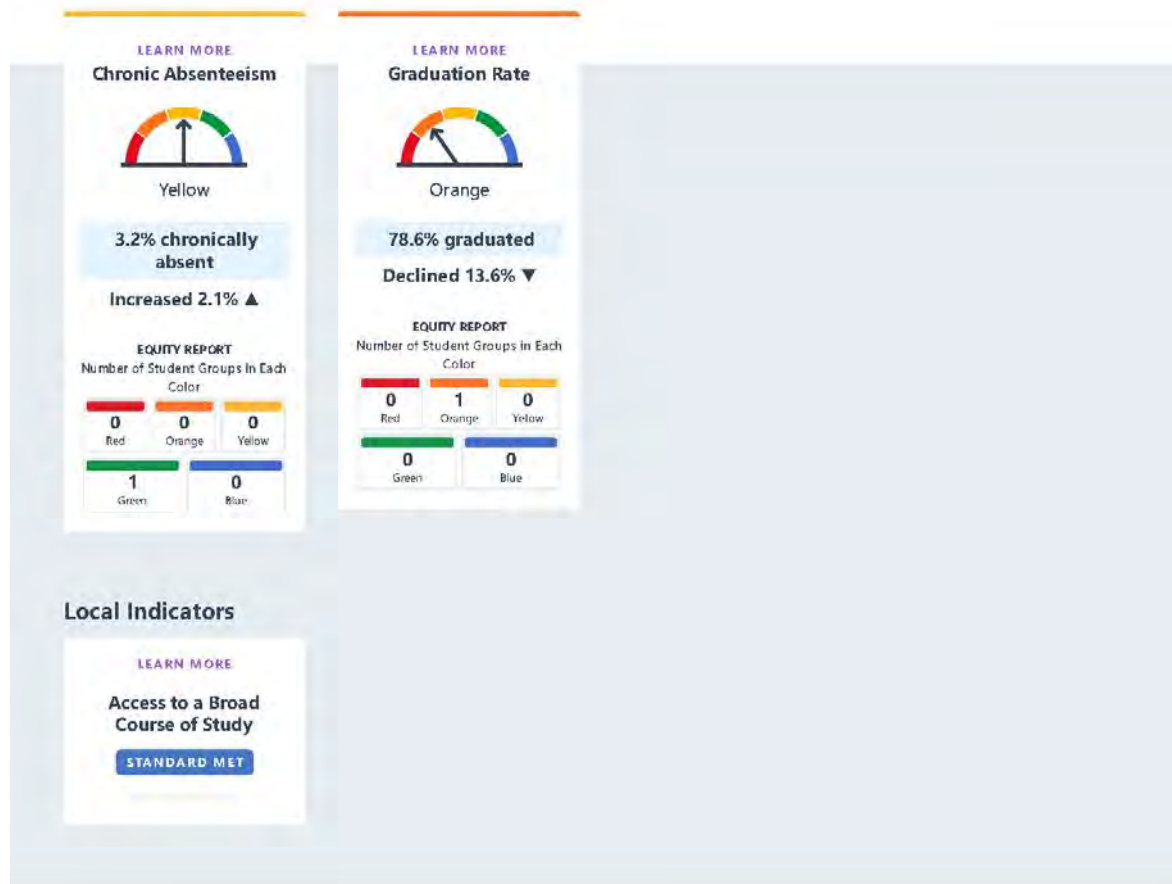 LEARN MORE
Chronic Absenteeism
Yellow
3.2% chronically
absent
Increased 2.1% ▲
EQUITY REPORT
Number of Student Groups in Each
Color
0
Red
0
Orange
0
Yellow
1
Green
0
Blue
LEARN MORE
Graduation Rate
Orange
78.6% graduated
Declined 13.6% ▼
EQUITY REPORT
Number of Student Groups in Each
Color
0
Red
1
Orange
0
Yellow
0
Green
0
Blue
Local Indicators
LEARN MORE
Access to a Broad
Course of Study
STANDARD MET